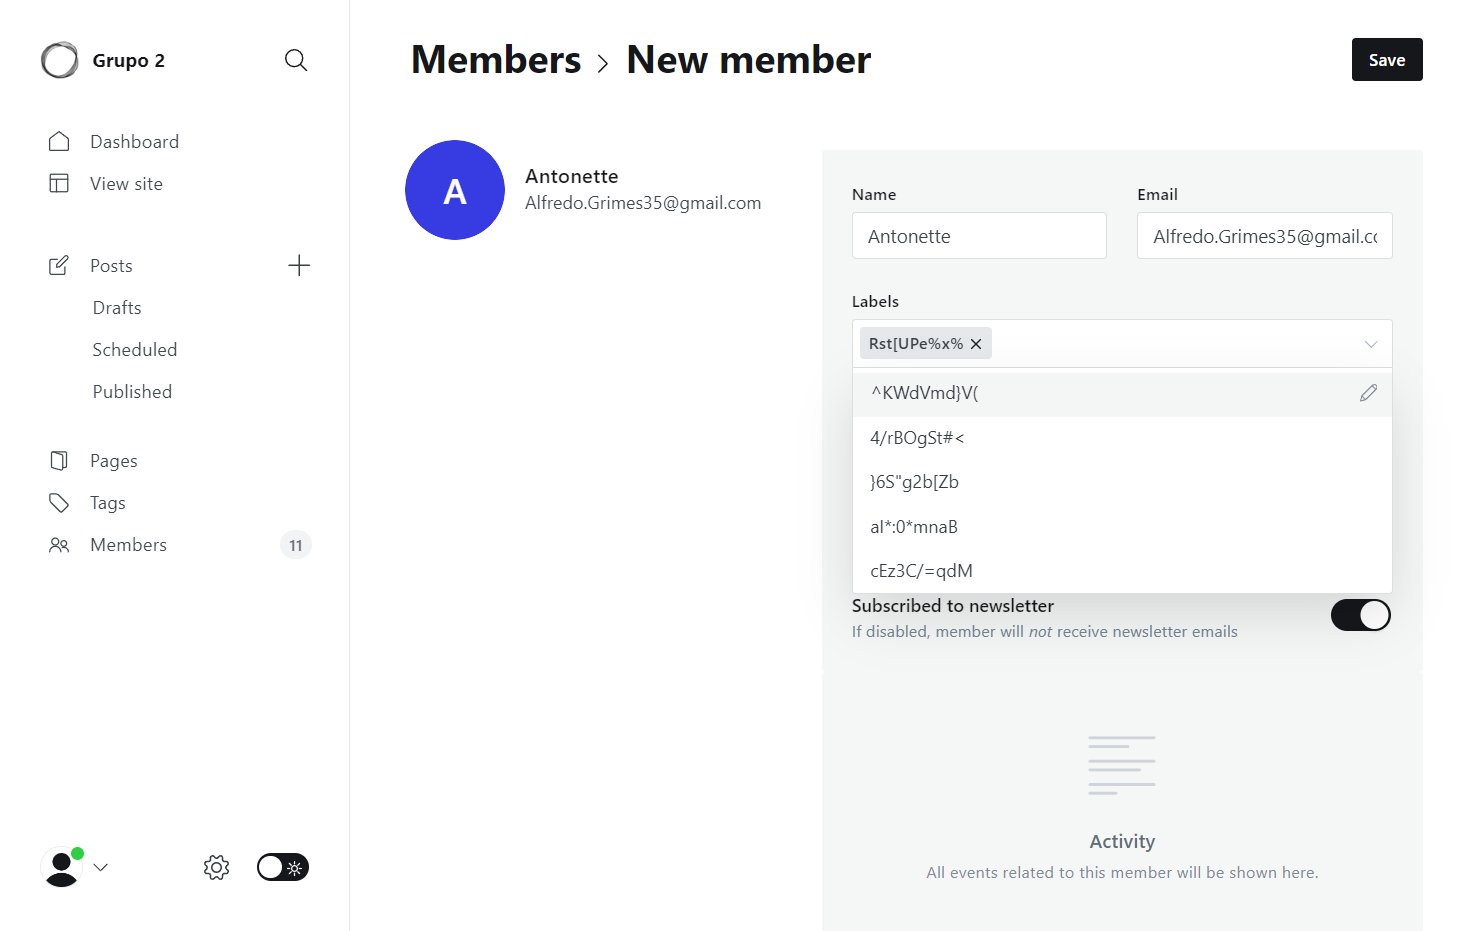 Grupo 2
Dashboard
View site
Posts
Drafts
Scheduled
Published
Pages
Tags
Members
11
Members > New member
Save
A
Antonette
Alfredo.Grimes35@gmail.com
Name
Email
Antonette
Alfredo.Grimes35@gmail.co
Labels
Rst[UPe%x%
^KWdVmd}V(
4/rBOgSt#<
}6S"g2b[Zb
aI*:0*mnaB
cEz3C/=qdM
Subscribed to newsletter
If disabled, member will not receive newsletter emails
Activity
All events related to this member will be shown here.